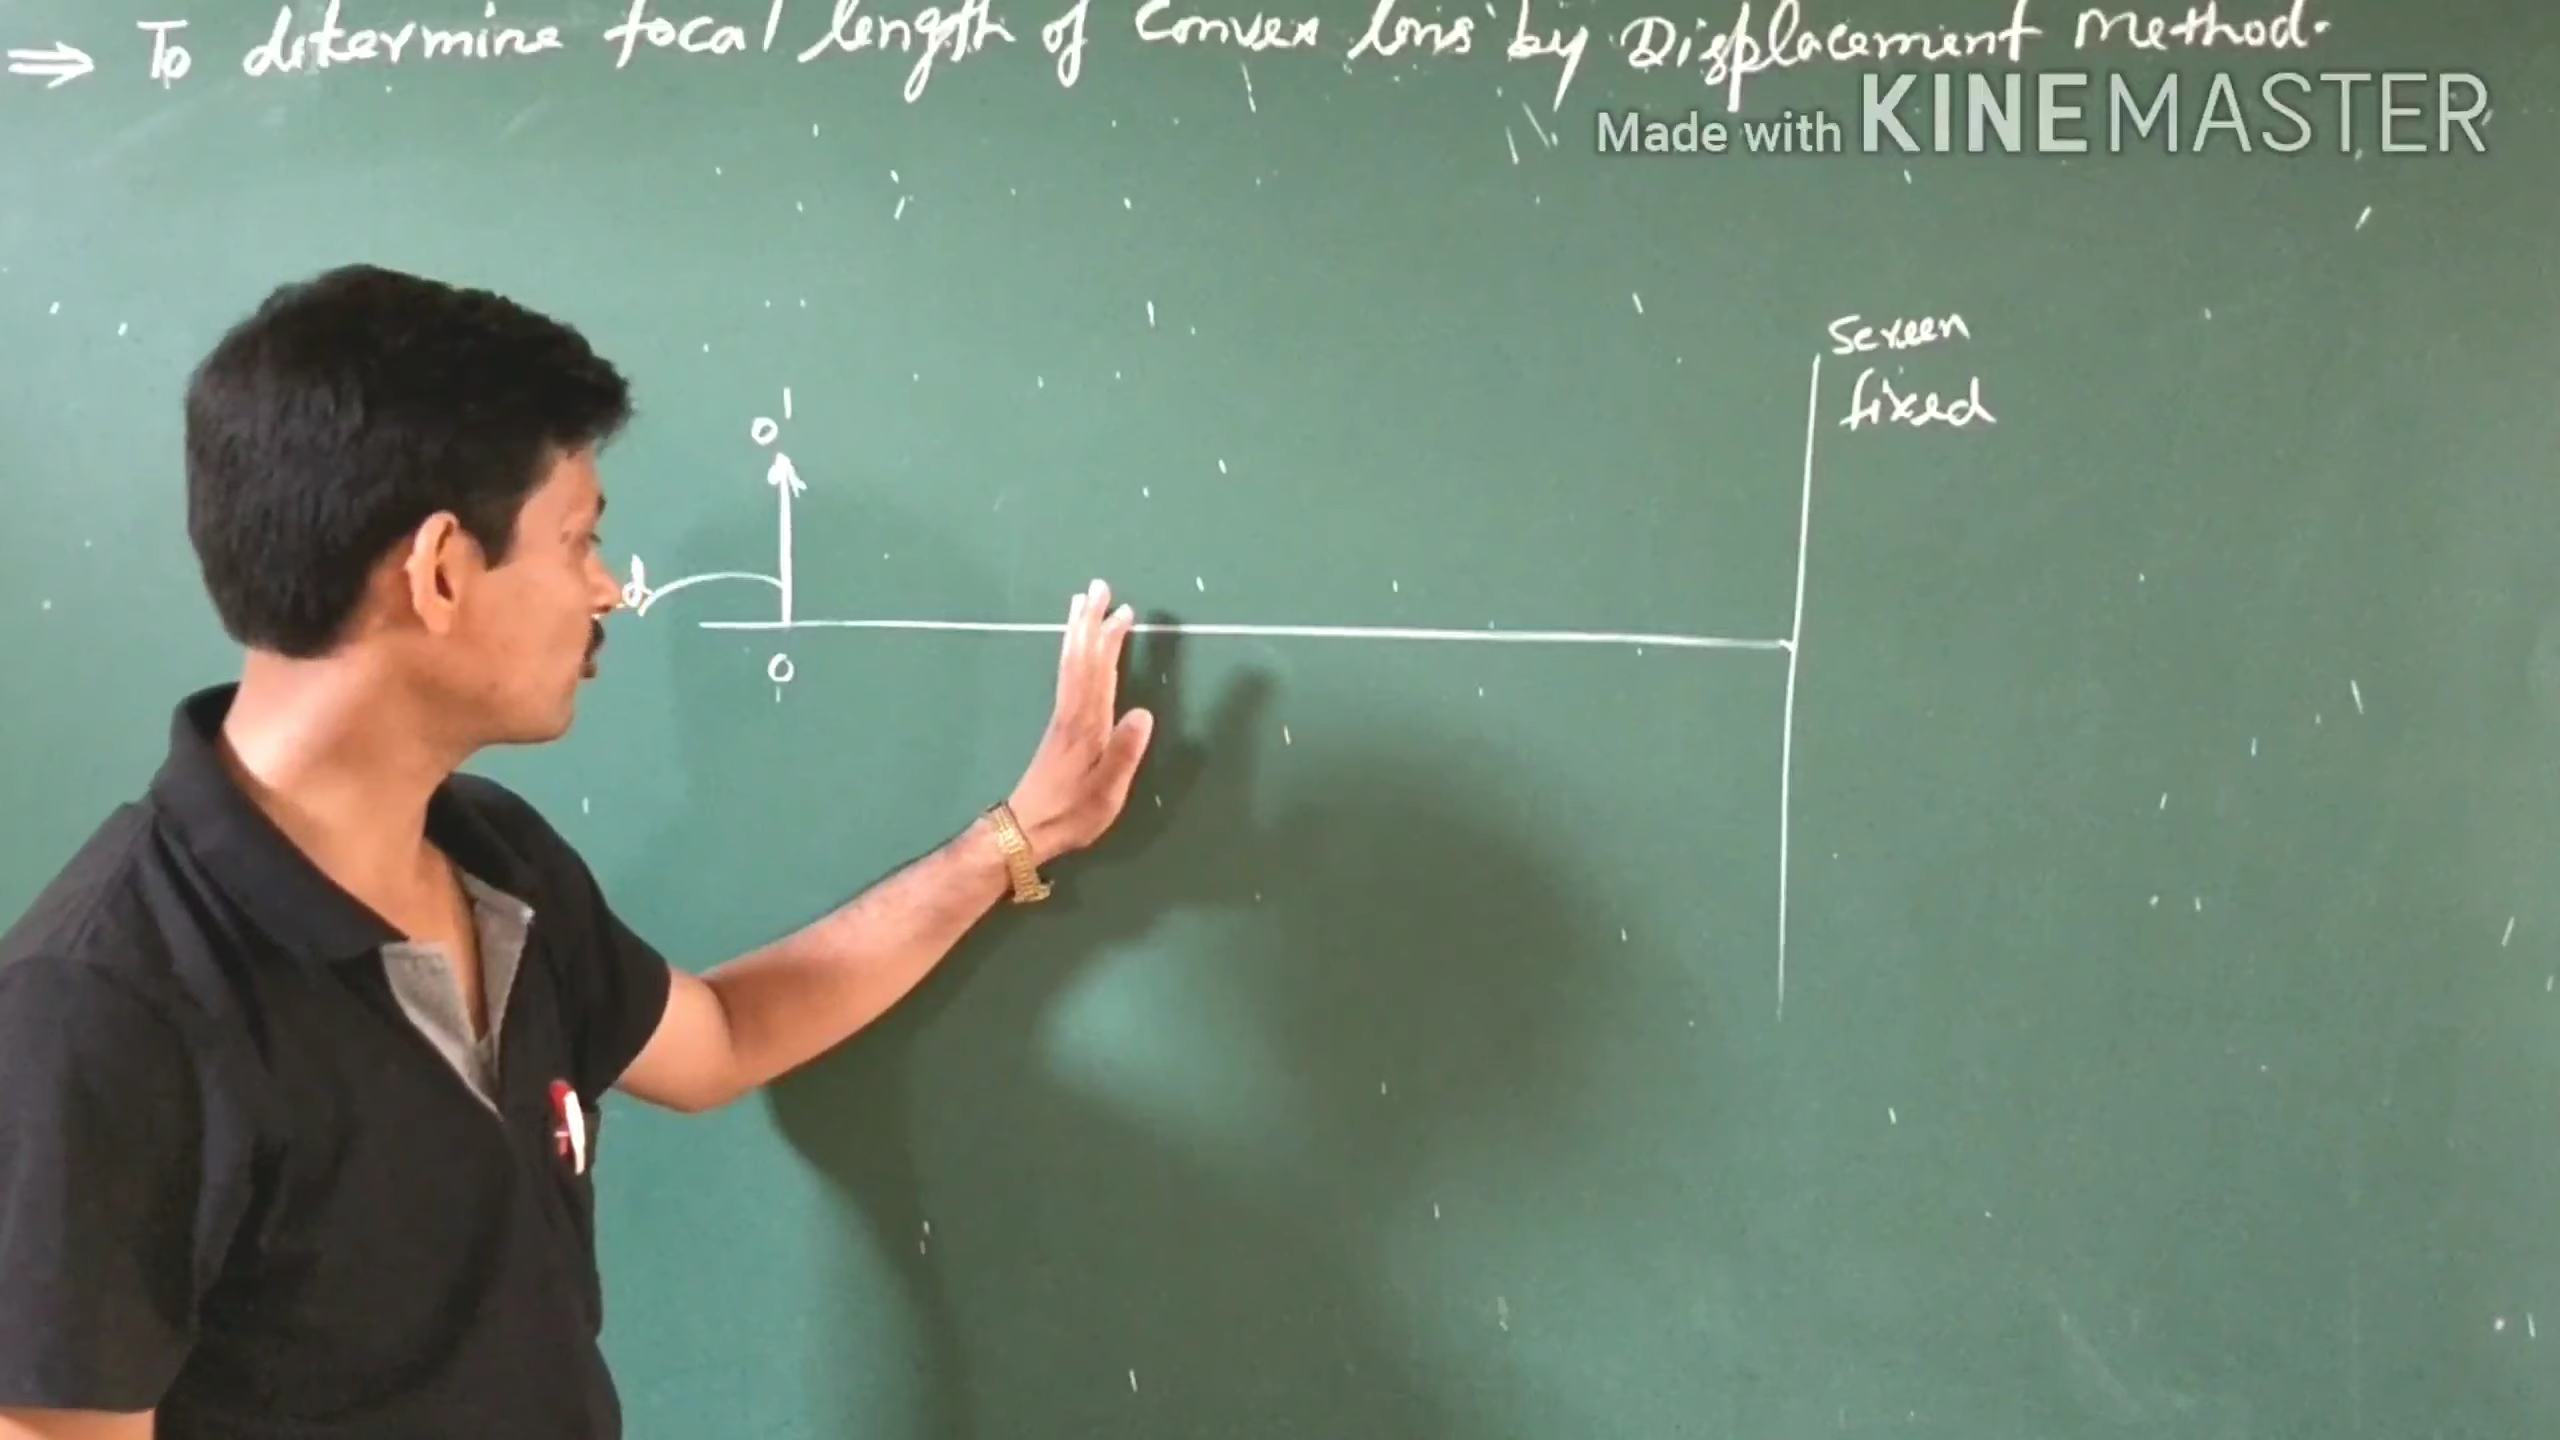 ⇒ To determine focal length of Convex lens by Displacement Method.
Made with KINEMASTER
Screen
fixed
O'
O